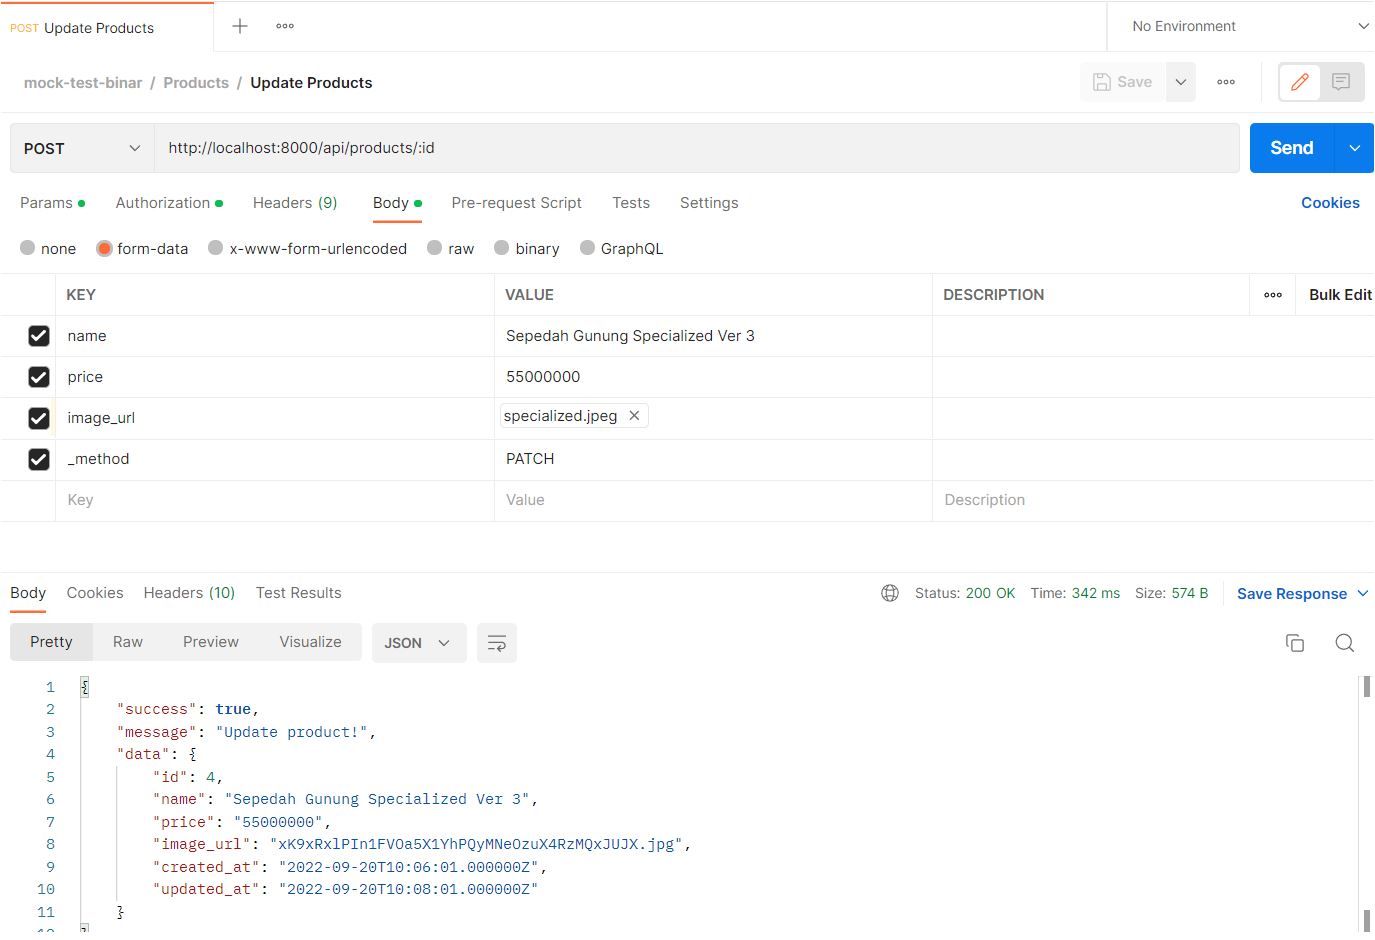 POST Update Products
No Environment
mock-test-binar / Products / Update Products
Save
POST
http://localhost:8000/api/products/:id
Send
Params
Authorization
Headers (9)
Body
Pre-request Script
Tests
Settings
Cookies
none
form-data
x-www-form-urlencoded
raw
binary
GraphQL
KEY
VALUE
DESCRIPTION
Bulk Edit
name
Sepedah Gunung Specialized Ver 3
price
55000000
image_url
specialized.jpeg
_method
PATCH
Key
Value
Description
Body
Cookies
Headers (10)
Test Results
Status: 200 OK
Time: 342 ms
Size: 574 B
Save Response
Pretty
Raw
Preview
Visualize
JSON
1 {
2 "success": true,
3 "message": "Update product!",
4 "data": {
5 "id": 4,
6 "name": "Sepedah Gunung Specialized Ver 3",
7 "price": "55000000",
8 "image_url": "xK9xRxlPIn1FVOa5X1YhPQyMNeOzuX4RzMQxJUJX.jpg",
9 "created_at": "2022-09-20T10:06:01.000000Z",
10 "updated_at": "2022-09-20T10:08:01.000000Z"
11 }
12 }